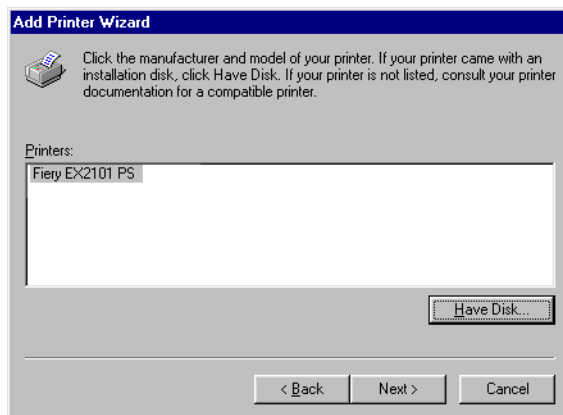 Add Printer Wizard
Click the manufacturer and model of your printer. If your printer came with an
installation disk, click Have Disk. If your printer is not listed, consult your printer
documentation for a compatible printer.
Printers:
Fiery EX2101 PS
Have Disk...
< Back
Next >
Cancel